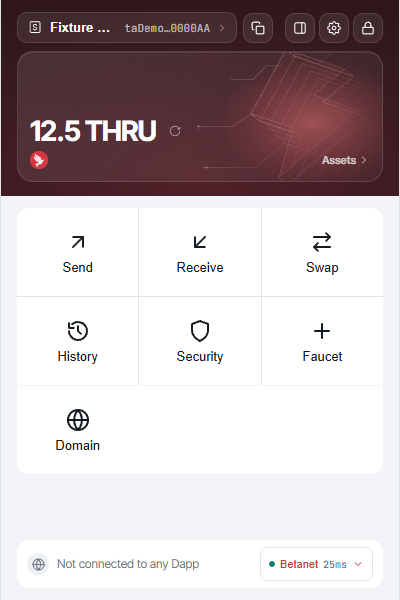 S Fixture ... taDemo…0000AA
12.5 THRU
Assets
Send Receive Swap
History Security Faucet
Domain
Not connected to any Dapp Betanet 25ms